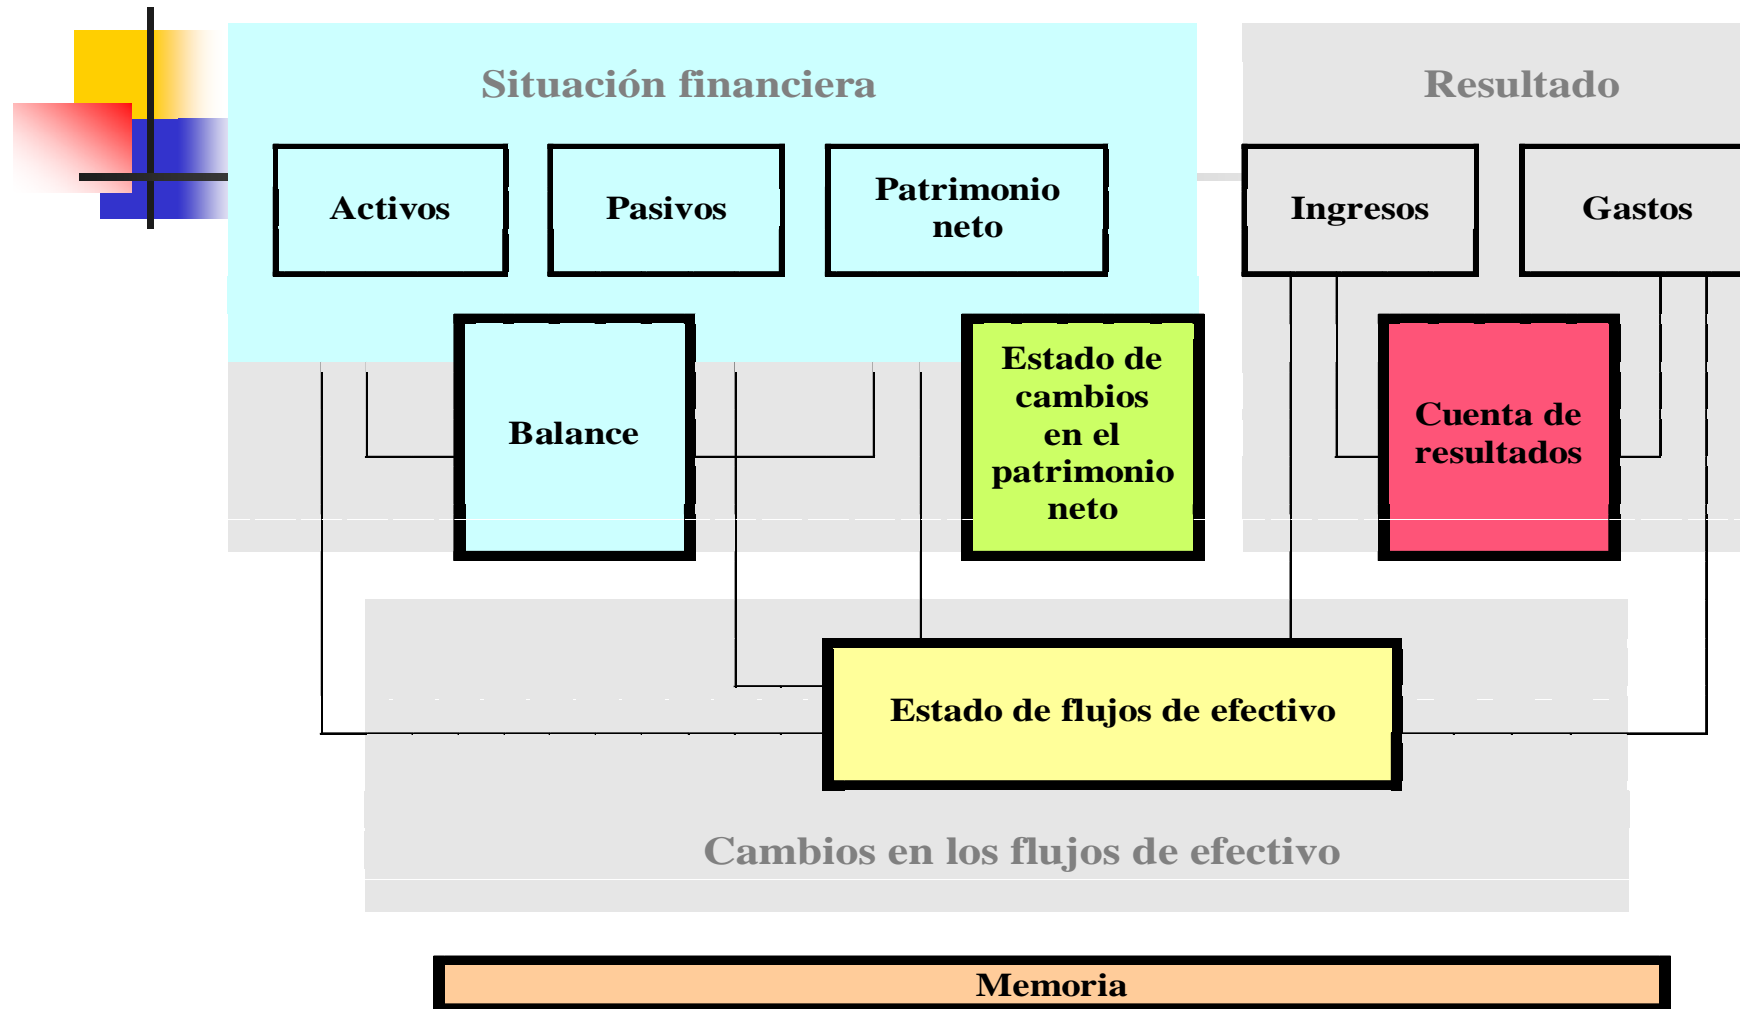 Situación financiera
Resultado
Activos
Pasivos
Patrimonio
neto
Ingresos
Gastos
Balance
Estado de
cambios
en el
patrimonio
neto
Cuenta de
resultados
Estado de flujos de efectivo
Cambios en los flujos de efectivo
Memoria